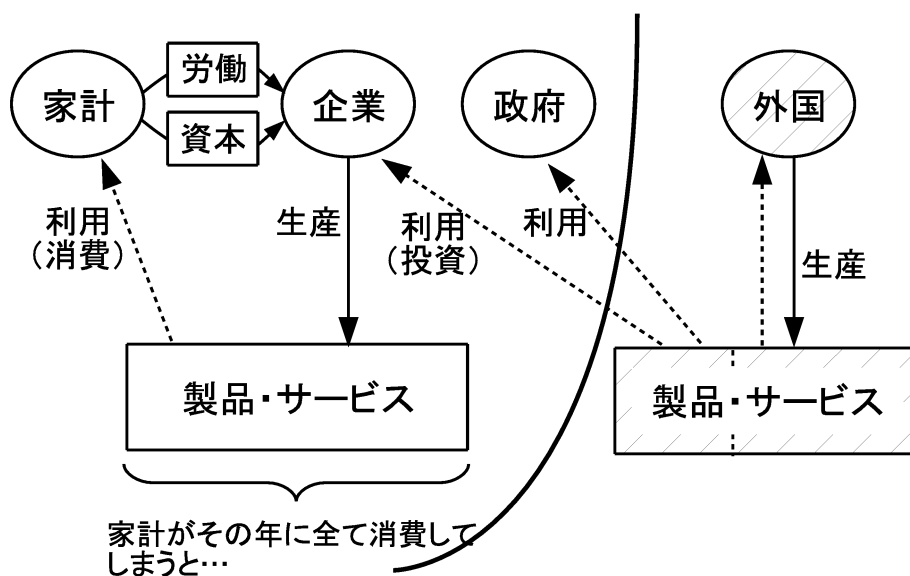 家計
労働
資本
企業
政府
外国
利用
（消費）
生産
利用
（投資）
利用
生産
製品・サービス
製品・サービス
家計がその年に全て消費して
しまうと…